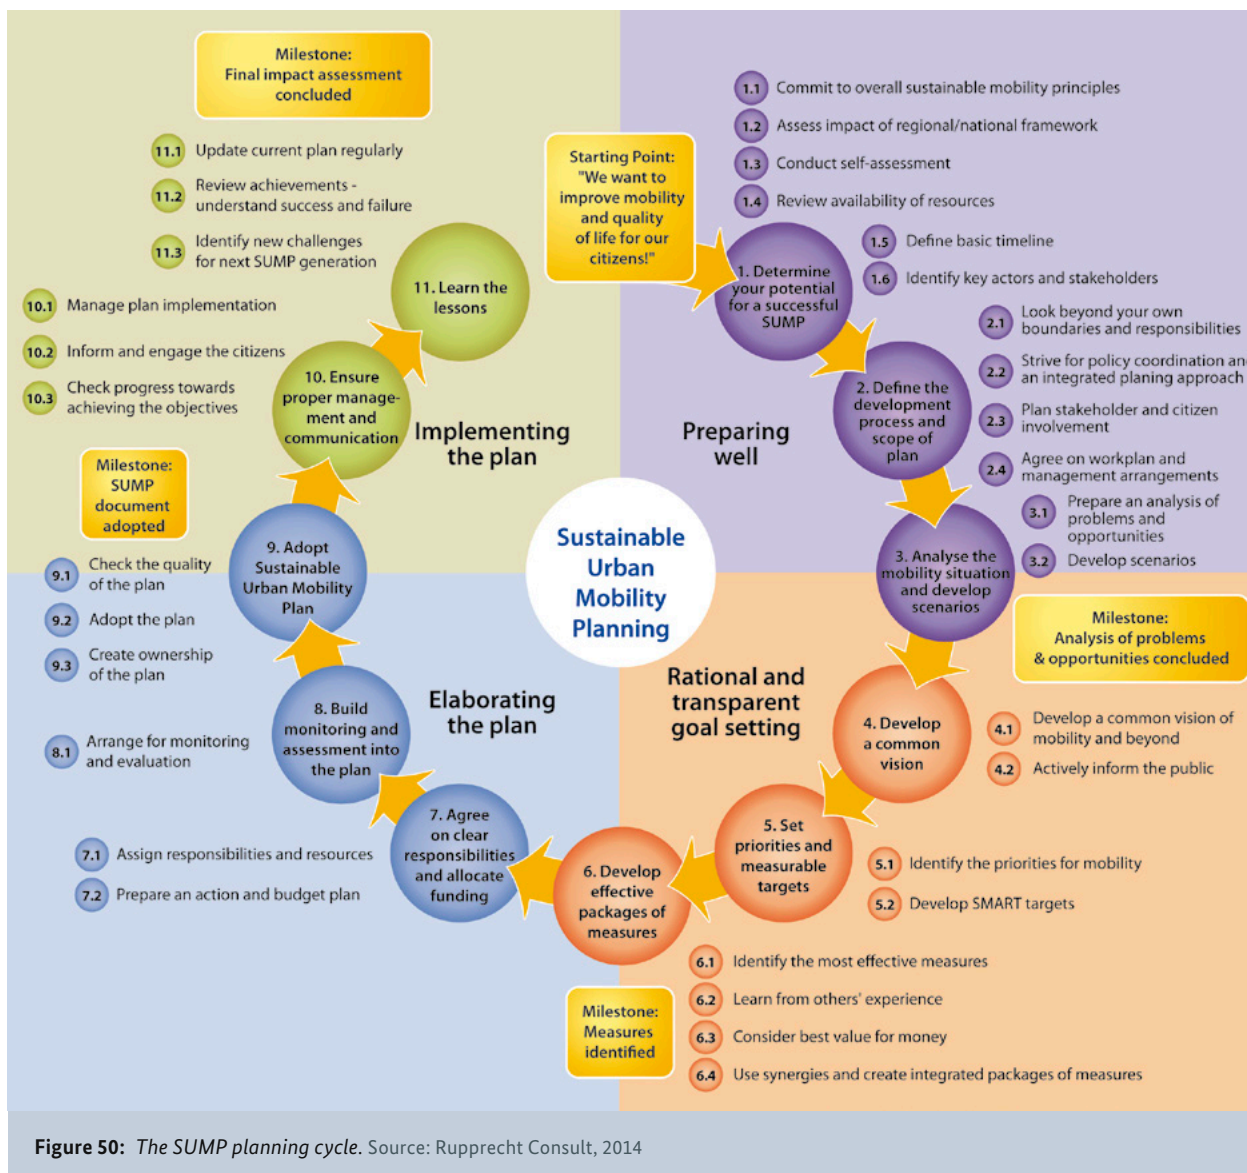 Milestone:
Final impact assessment
concluded
11.1 Update current plan regularly
11.2 Review achievements -
understand success and failure
11.3 Identify new challenges
for next SUMP generation
11. Learn the
lessons
10.1 Manage plan implementation
10.2 Inform and engage the citizens
10.3 Check progress towards
achieving the objectives
10. Ensure
proper manage-
ment and
communication
Implementing
the plan
Starting Point:
"We want to
improve mobility
and quality
of life for our
citizens!"
1.1 Commit to overall sustainable mobility principles
1.2 Assess impact of regional/national framework
1.3 Conduct self-assessment
1.4 Review availability of resources
1.5 Define basic timeline
1.6 Identify key actors and stakeholders
1. Determine
your potential
for a successful
SUMP
2.1 Look beyond your own
boundaries and responsibilities
2.2 Strive for policy coordination and
an integrated planing approach
2.3 Plan stakeholder and citizen
involvement
2.4 Agree on workplan and
management arrangements
2. Define the
development
process and
scope of
plan
Preparing
well
3.1 Prepare an analysis of
problems and
opportunities
3.2 Develop scenarios
3. Analyse the
mobility situation
and develop
scenarios
Milestone:
Analysis of problems
& opportunities concluded
Sustainable
Urban
Mobility
Planning
Milestone:
SUMP
document
adopted
9. Adopt
Sustainable
Urban Mobility
Plan
9.1 Check the quality
of the plan
9.2 Adopt the plan
9.3 Create ownership
of the plan
8. Build
monitoring and
assessment into
the plan
8.1 Arrange for monitoring
and evaluation
Elaborating
the plan
7. Agree
on clear
responsibilities
and allocate
funding
7.1 Assign responsibilities and resources
7.2 Prepare an action and budget plan
Rational and
transparent
goal setting
4. Develop
a common
vision
4.1 Develop a common vision of
mobility and beyond
4.2 Actively inform the public
5. Set
priorities and
measurable
targets
5.1 Identify the priorities for mobility
5.2 Develop SMART targets
6. Develop
effective
packages of
measures
6.1 Identify the most effective measures
6.2 Learn from others' experience
6.3 Consider best value for money
6.4 Use synergies and create integrated packages of measures
Milestone:
Measures
identified
Figure 50: The SUMP planning cycle. Source: Rupprecht Consult, 2014